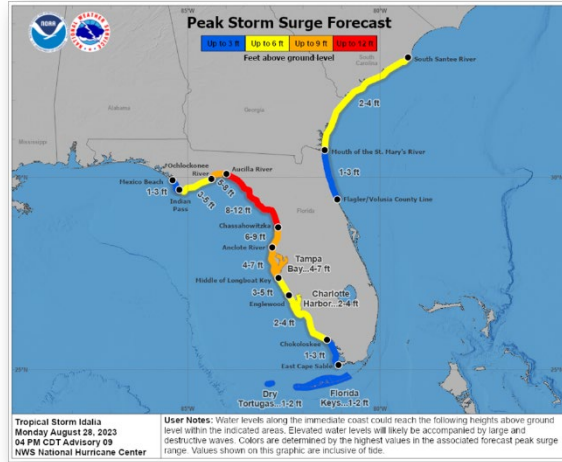 Peak Storm Surge Forecast
NOAA
Up to 3 ft
Up to 6 ft
Up to 9 ft
Up to 12 ft
Feet above ground level
South Carolina
South Santee River
Mississippi
Alabama
Georgia
2-4 ft
Mouth of the St. Mary's River
Ochlockonee
River
Aucilla River
Mexico Beach
1-3 ft
Indian
Pass
3-5 ft
5-8 ft
8-12 ft
Florida
1-3 ft
Flagler/Volusia County Line
Chassahowitzka
6-9 ft
Anclote River
4-7 ft
Tampa
Bay...4-7 ft
Middle of Longboat Key
3-5 ft
Englewood
Charlotte
Harbor...2-4 ft
2-4 ft
Chokoloskee
1-3 ft
East Cape Sable
Dry
Tortugas...1-2 ft
Florida
Keys...1-2 ft
Tropical Storm Idalia
Monday August 28, 2023
04 PM CDT Advisory 09
NWS National Hurricane Center
User Notes: Water levels along the immediate coast could reach the following heights above ground
level within the indicated areas. Elevated water levels will likely be accompanied by large and
destructive waves. Colors are determined by the highest values in the associated forecast peak surge
range. Values shown on this graphic are inclusive of tide.